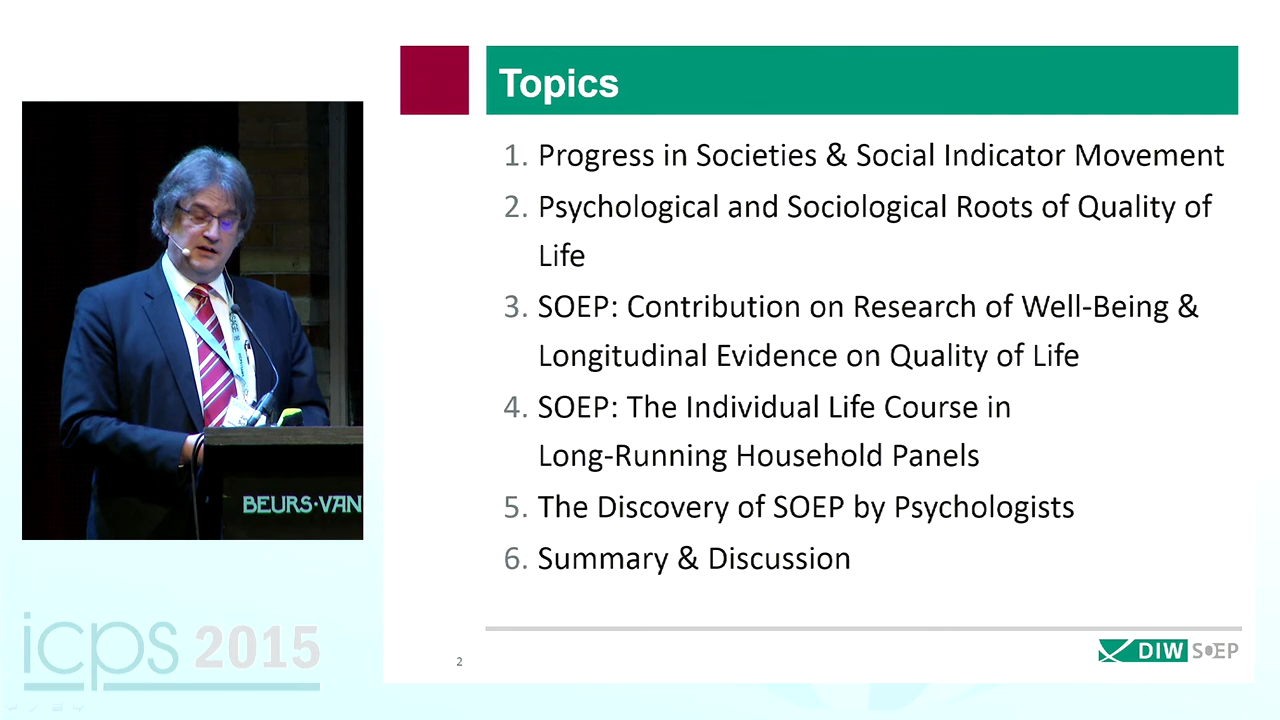 Topics
1. Progress in Societies & Social Indicator Movement
2. Psychological and Sociological Roots of Quality of
Life
3. SOEP: Contribution on Research of Well-Being &
Longitudinal Evidence on Quality of Life
4. SOEP: The Individual Life Course in
Long-Running Household Panels
5. The Discovery of SOEP by Psychologists
6. Summary & Discussion
BEURS·VAN
icps 2015
2
DIW SOEP